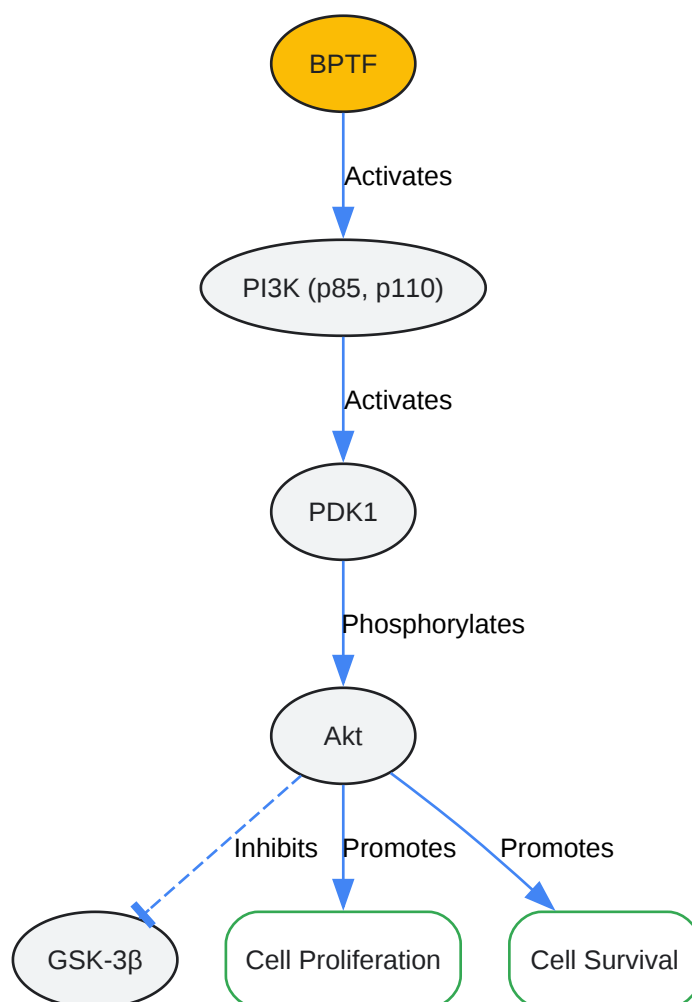 BPTF
Activates
PI3K (p85, p110)
Activates
PDK1
Phosphorylates
Akt
Inhibits
Promotes
Promotes
GSK-3β
Cell Proliferation
Cell Survival